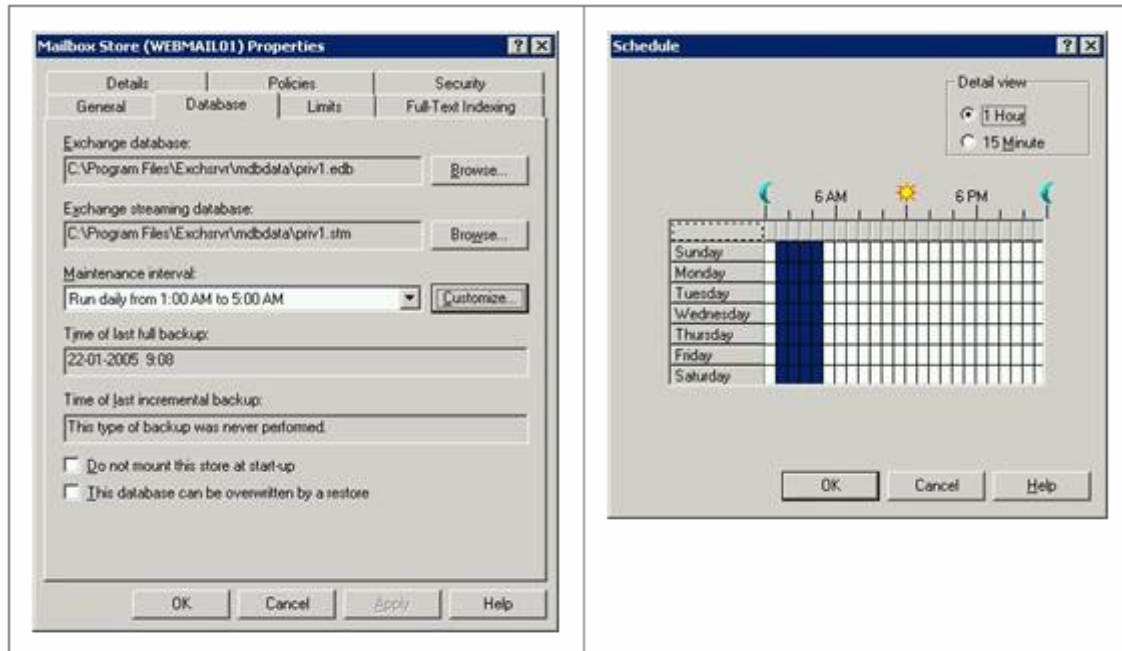 Mailbox Store (WEBMAIL01) Properties
Details Policies Security
General Database Limits Full-Text Indexing
Exchange database:
C:\Program Files\Exchsrvr\mdbdata\priv1.edb Browse...
Exchange streaming database:
C:\Program Files\Exchsrvr\mdbdata\priv1.stm Browse...
Maintenance interval:
Run daily from 1:00 AM to 5:00 AM Customize...
Time of last full backup:
22-01-2005 9:08
Time of last incremental backup:
This type of backup was never performed.
Do not mount this store at start-up
This database can be overwritten by a restore
OK Cancel Apply Help
Schedule
Detail view
1 Hour
15 Minute
6 AM 6 PM
Sunday
Monday
Tuesday
Wednesday
Thursday
Friday
Saturday
OK Cancel Help